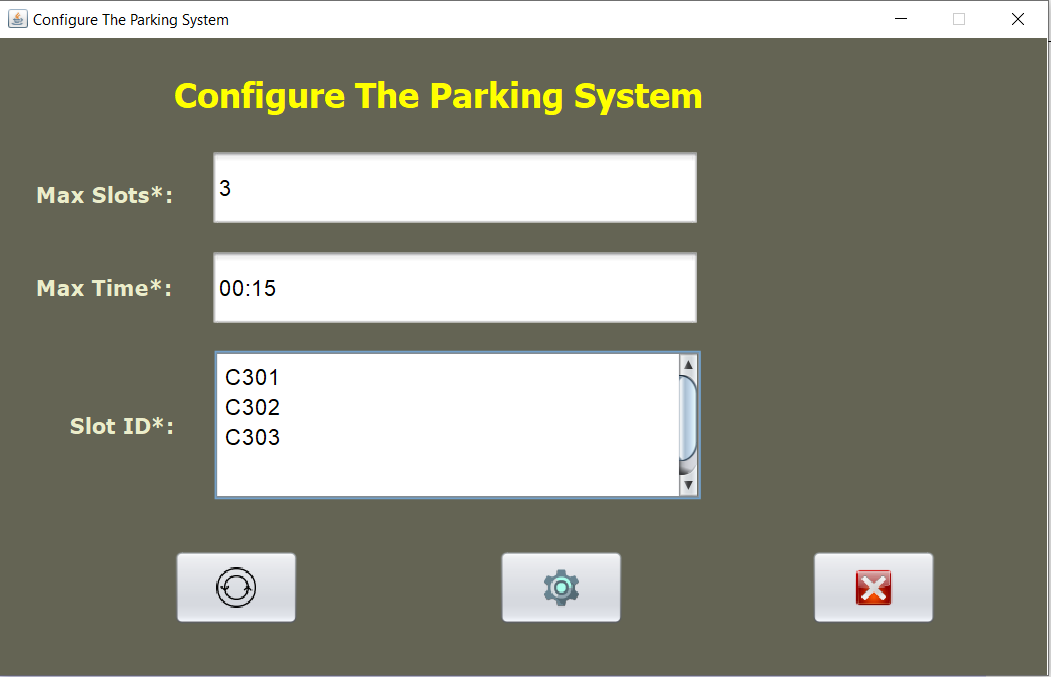 Configure The Parking System
Configure The Parking System
Max Slots*:
3
Max Time*:
00:15
Slot ID*:
C301
C302
C303